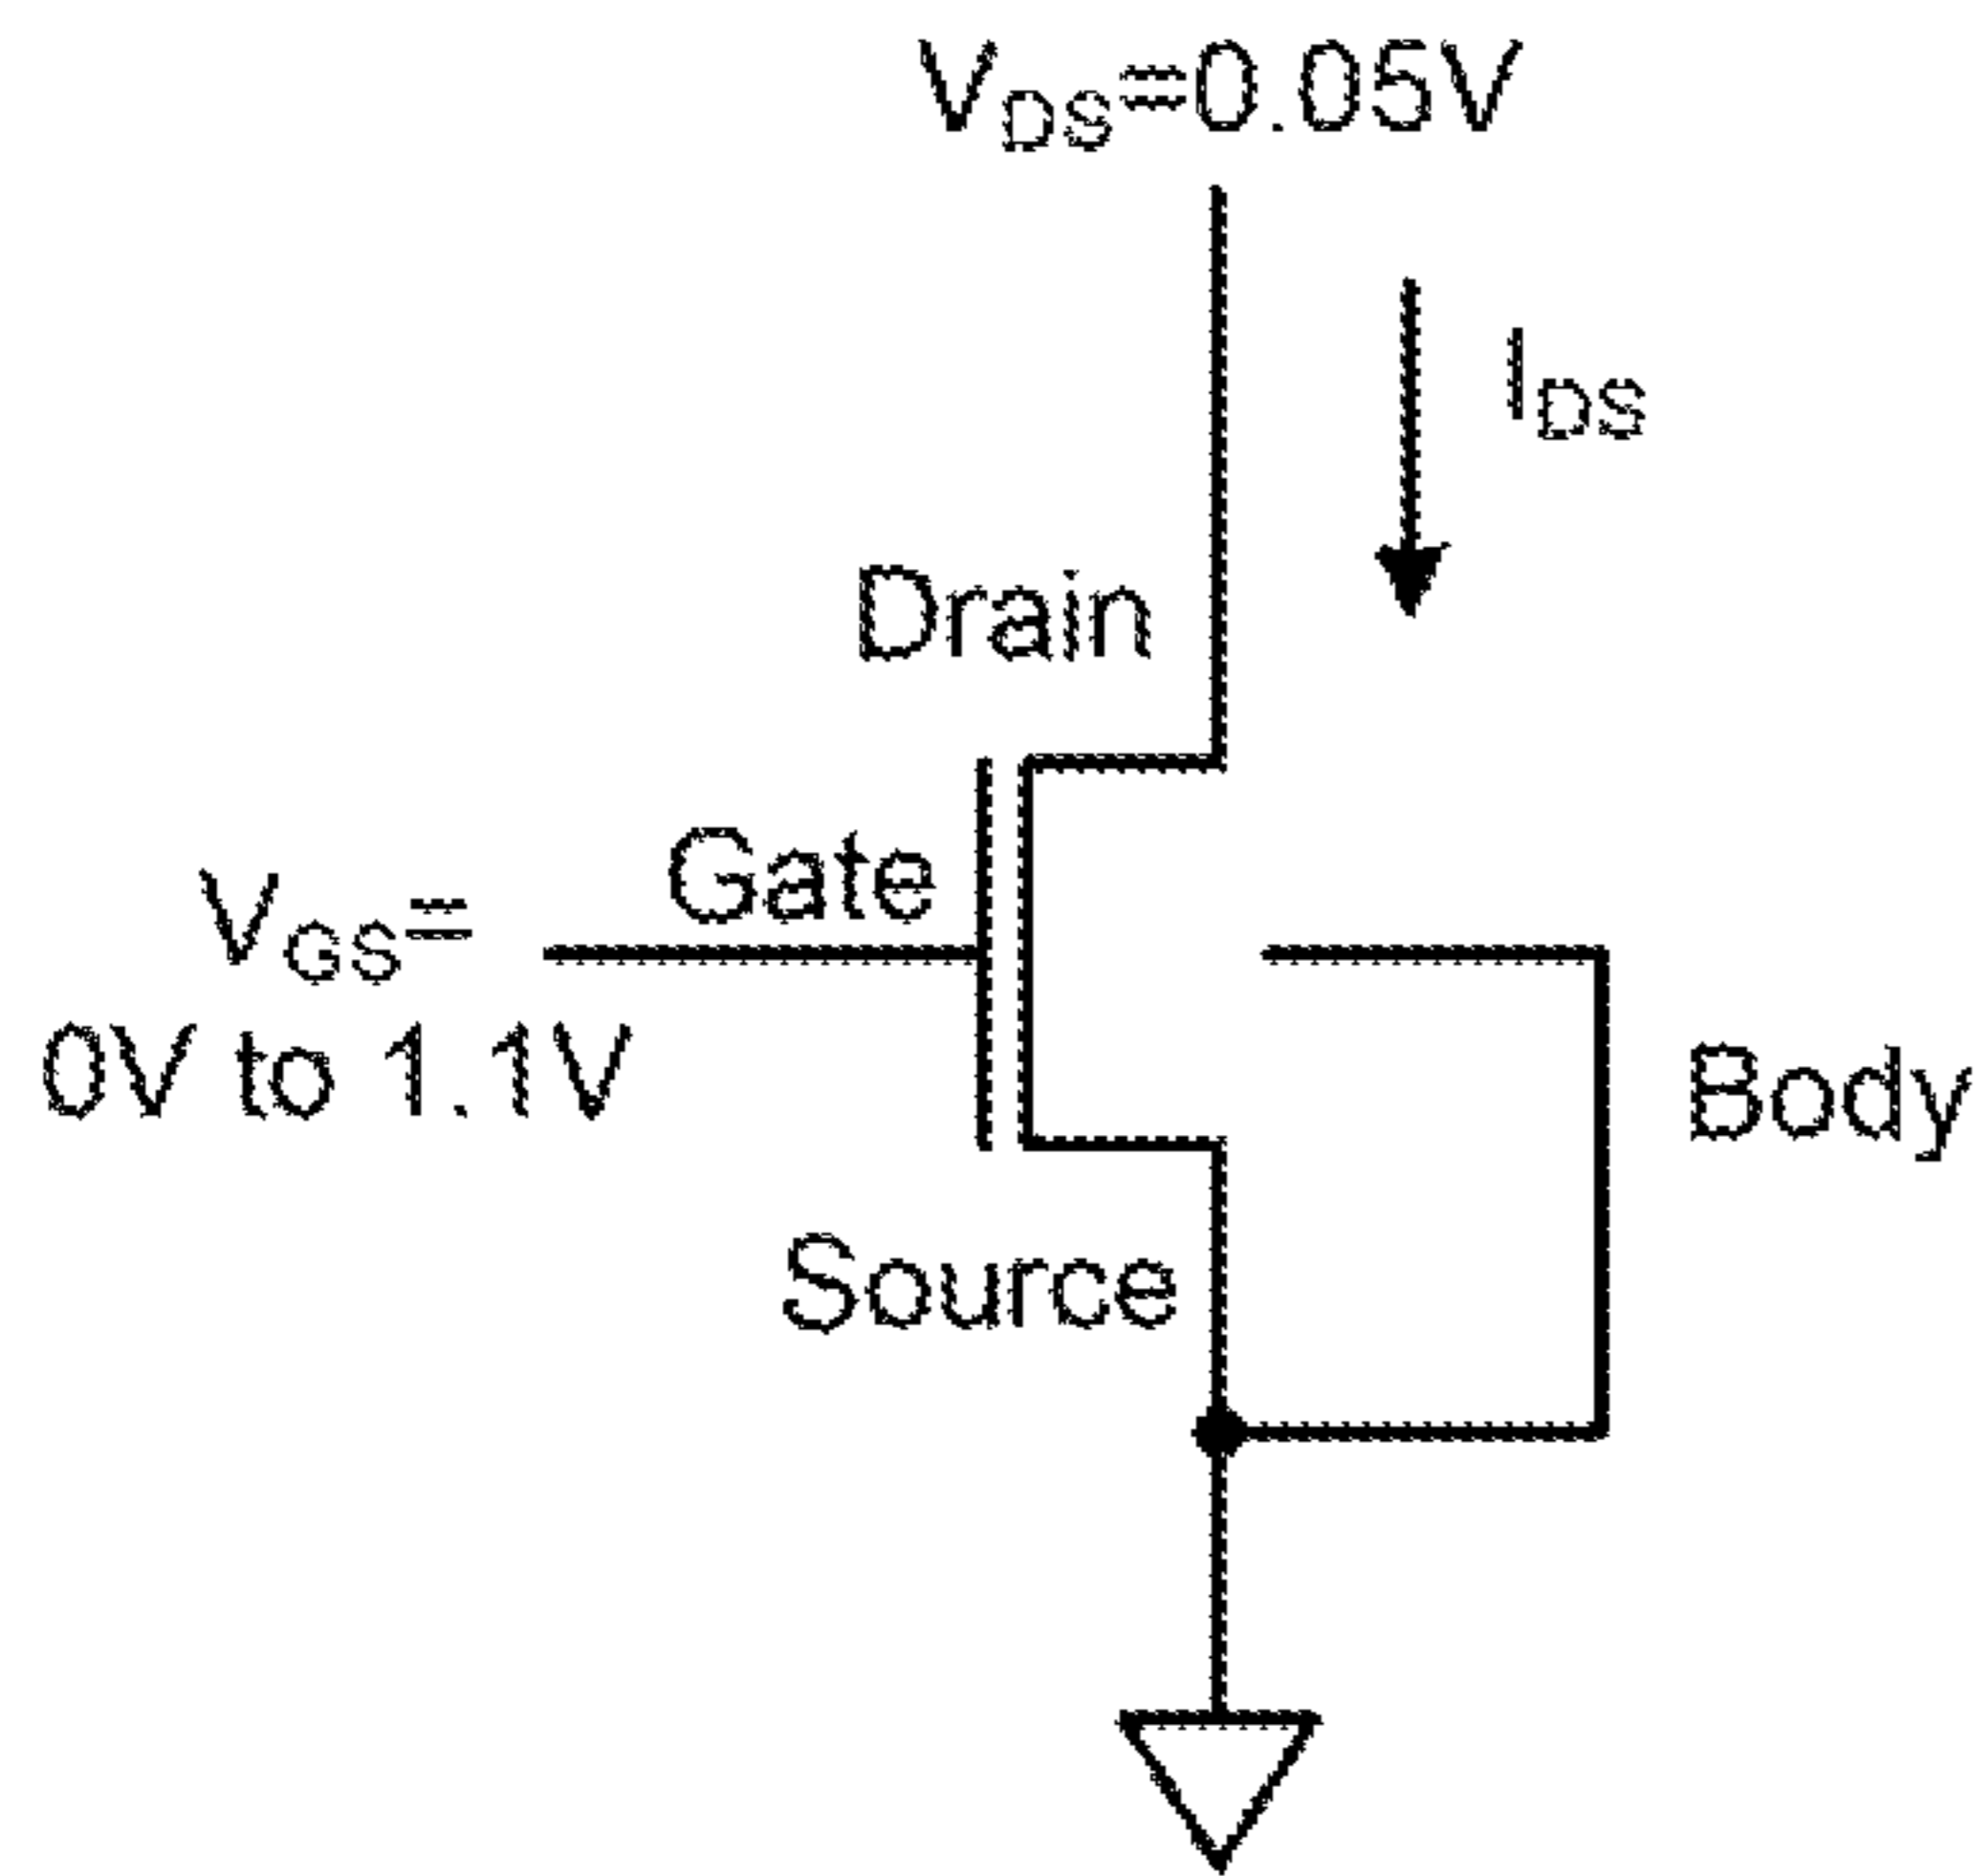 VDS=0.05V
IDS
Drain
Gate
VGS=
0V to 1.1V
Body
Source